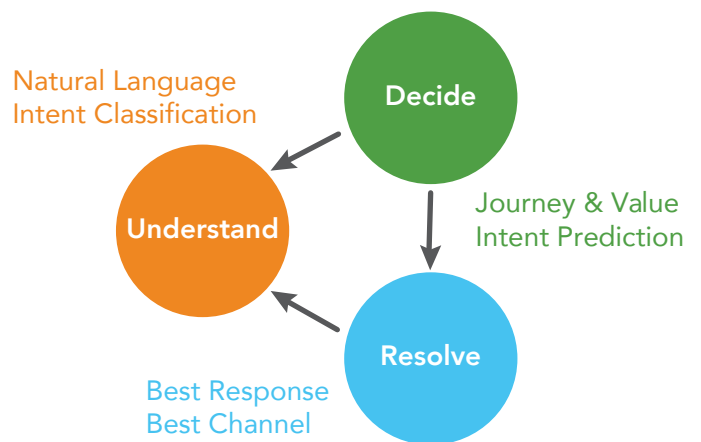 Decide
Natural Language
Intent Classification
Understand
Journey & Value
Intent Prediction
Resolve
Best Response
Best Channel